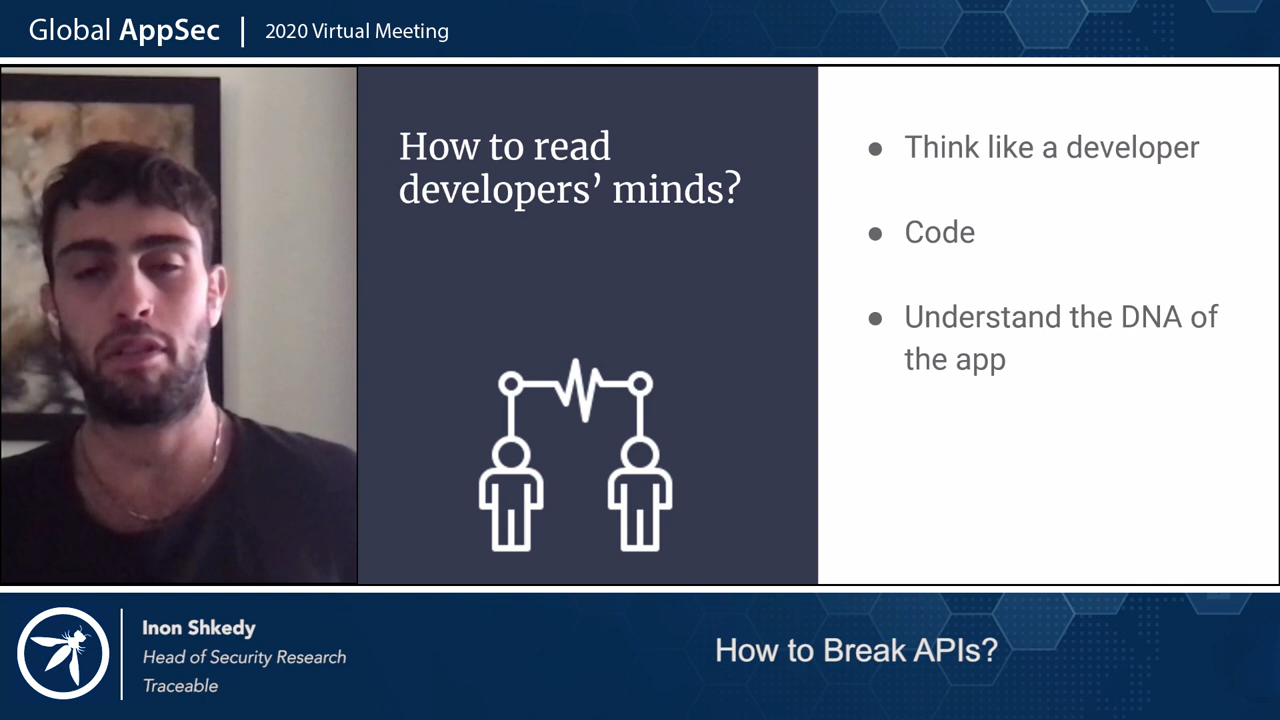 Global AppSec | 2020 Virtual Meeting
How to read
developers’ minds?
● Think like a developer
● Code
● Understand the DNA of
the app
Inon Shkedy
Head of Security Research
Traceable
How to Break APIs?